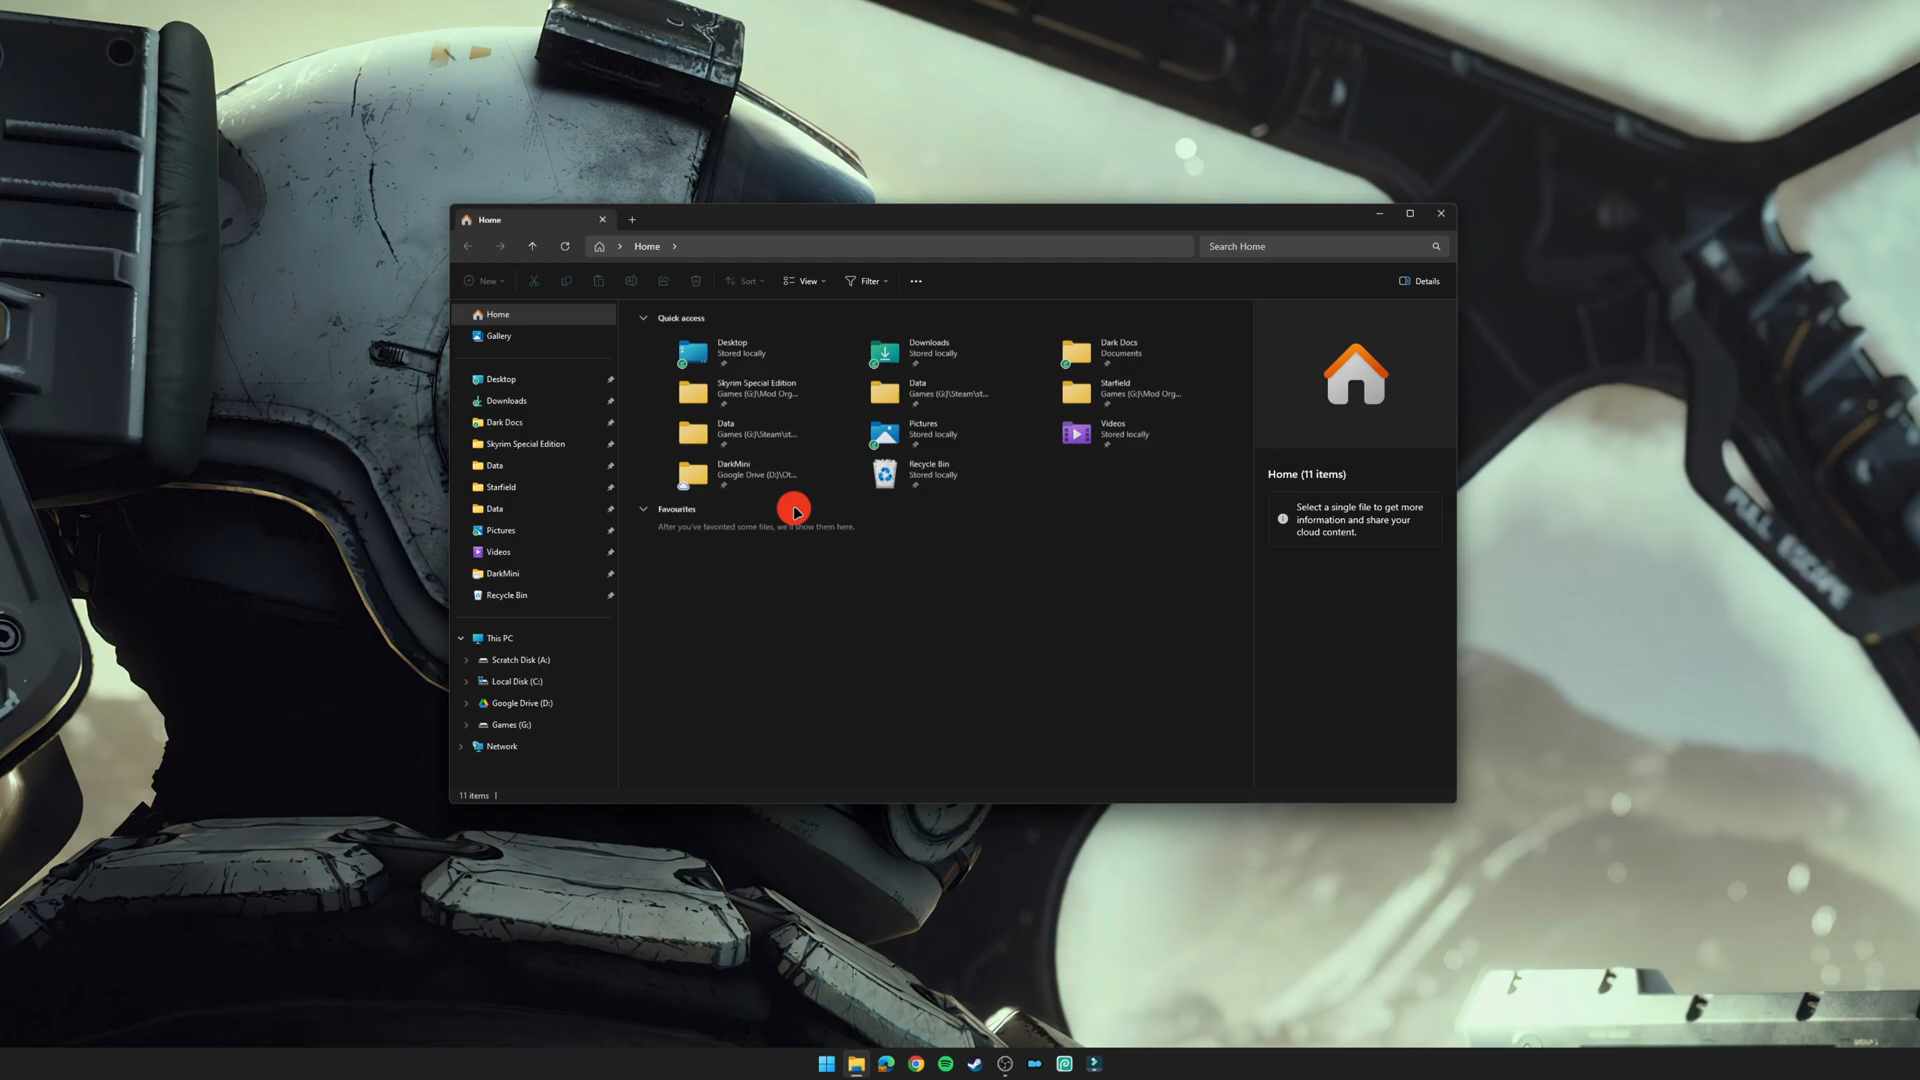 Home
Home
Search Home
New
Sort
View
Filter
Details
Home
Gallery
Desktop
Downloads
Dark Docs
Skyrim Special Edition
Data
Starfield
Data
Pictures
Videos
DarkMini
Recycle Bin
This PC
Scratch Disk (A:)
Local Disk (C:)
Google Drive (D:)
Games (G:)
Network
Quick access
Desktop
Stored locally
Downloads
Stored locally
Dark Docs
Documents
Skyrim Special Edition
Games (G:)\Mod Org...
Data
Games (G:)\Steam\st...
Starfield
Games (G:)\Mod Org...
Data
Games (G:)\Steam\st...
Pictures
Stored locally
Videos
Stored locally
DarkMini
Google Drive (D:)\Ot...
Recycle Bin
Stored locally
Favourites
After you've favorited some files, we'll show them here.
Home (11 items)
Select a single file to get more
information and share your
cloud content.
11 items
PULL ESCAPE